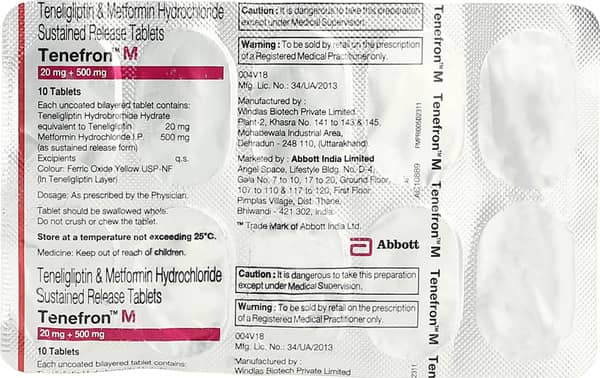 Teneligliptin & Metformin Hydrochloride
Sustained Release Tablets
Tenefron™ M
20 mg + 500 mg
10 Tablets
Each uncoated bilayered tablet contains:
Teneligliptin Hydrobromide Hydrate
equivalent to Teneligliptin 20 mg
Metformin Hydrochloride I.P. 500 mg
(as sustained release form)
Excipients q.s.
Colour: Ferric Oxide Yellow USP-NF
(In Teneligliptin Layer)
Dosage: As prescribed by the Physician.
Tablet should be swallowed whole.
Do not crush or chew the tablet.
Store at a temperature not exceeding 25°C.
Medicine: Keep out of reach of children.
Caution : It is dangerous to take this preparation
except under Medical Supervision.
Warning : To be sold by retail on the prescription
of a Registered Medical Practitioner only.
004V18
Mfg. Lic. No.: 34/UA/2013
Manufactured by :
Windlas Biotech Private Limited
Plant-2, Khasra No. 141 to 143 & 145,
Mohabewala Industrial Area,
Dehradun - 248 110, (Uttarakhand).
Marketed by : Abbott India Limited
Angel Space, Lifestyle Bldg. No. D-4,
Gala No. 7 to 10, 17 to 20, Ground Floor,
107 to 110 & 117 to 120, First Floor,
Pimplas Village, Dist. Thane,
Bhiwandi - 421 302, India.
™ Trade Mark of Abbott India Ltd.
Abbott
Tenefron™ M Tenefron™ M Tenefron™ M
Teneligliptin & Metformin Hydrochloride
Sustained Release Tablets
Tenefron™ M
20 mg + 500 mg
10 Tablets
Each uncoated bilayered tablet contains:
Caution : It is dangerous to take this preparation
except under Medical Supervision.
Warning : To be sold by retail on the prescription
of a Registered Medical Practitioner only.
004V18
Mfg. Lic. No.: 34/UA/2013
Manufactured by :
Windlas Biotech Private Limited